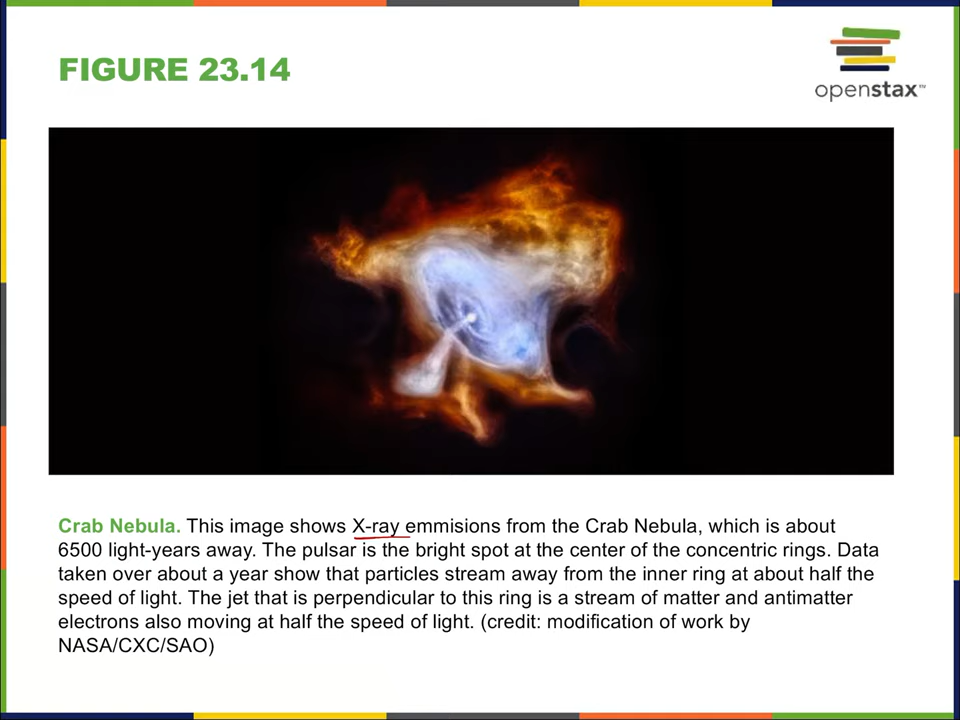 FIGURE 23.14
openstax™
Crab Nebula. This image shows X-ray emmisions from the Crab Nebula, which is about
6500 light-years away. The pulsar is the bright spot at the center of the concentric rings. Data
taken over about a year show that particles stream away from the inner ring at about half the
speed of light. The jet that is perpendicular to this ring is a stream of matter and antimatter
electrons also moving at half the speed of light. (credit: modification of work by
NASA/CXC/SAO)